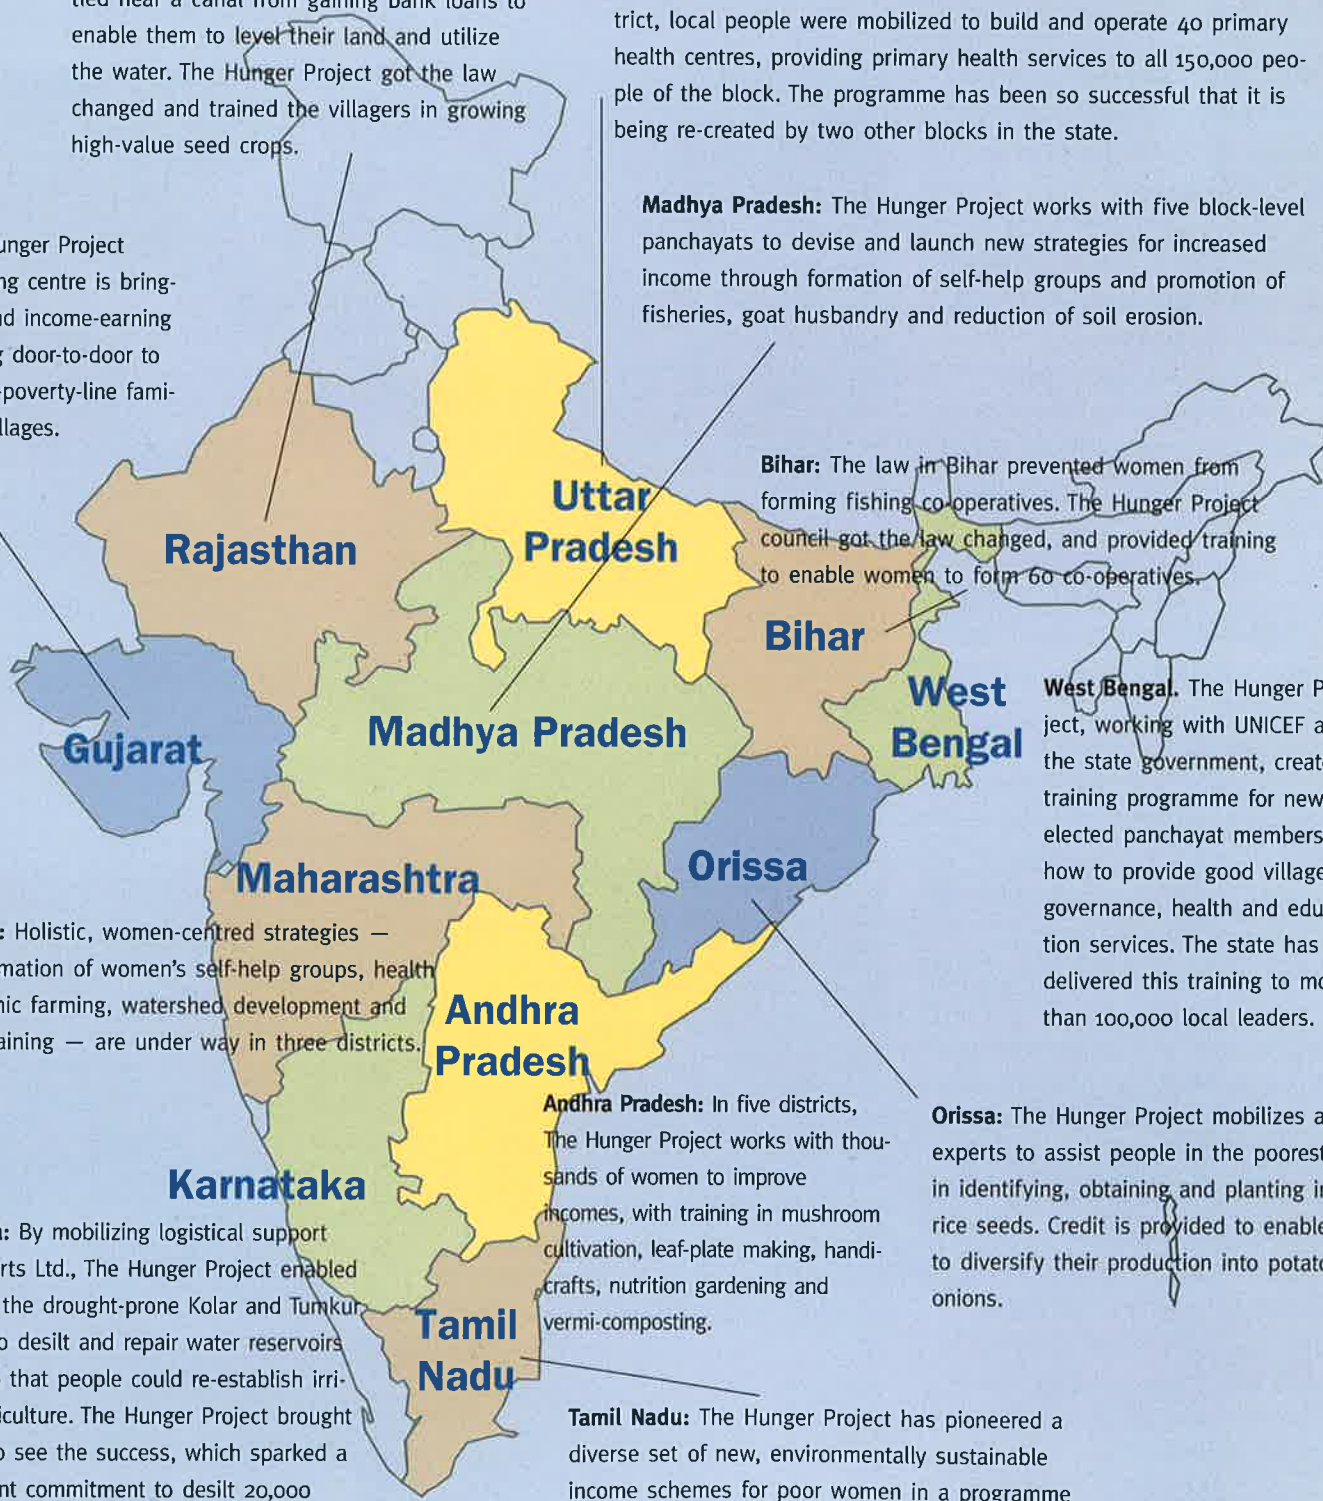 enable them to level their land and utilize
the water. The Hunger Project got the law
changed and trained the villagers in growing
high-value seed crops.
trict, local people were mobilized to build and operate 40 primary
health centres, providing primary health services to all 150,000 peo-
ple of the block. The programme has been so successful that it is
being re-created by two other blocks in the state.
Madhya Pradesh: The Hunger Project works with five block-level
panchayats to devise and launch new strategies for increased
income through formation of self-help groups and promotion of
fisheries, goat husbandry and reduction of soil erosion.
unger Project
ng centre is bring-
d income-earning
door-to-door to
-poverty-line fami-
llages.
Bihar: The law in Bihar prevented women from
forming fishing co-operatives. The Hunger Project
council got the law changed, and provided training
to enable women to form 60 co-operatives.
Uttar
Pradesh
Rajasthan
Bihar
West
Bengal
Madhya Pradesh
Gujarat
West Bengal. The Hunger P
ject, working with UNICEF a
the state government, creat
training programme for new
elected panchayat members
how to provide good village
governance, health and edu
tion services. The state has
delivered this training to mo
than 100,000 local leaders.
Orissa
Maharashtra
: Holistic, women-centred strategies —
mation of women's self-help groups, health
nic farming, watershed development and
aining — are under way in three districts.
Andhra
Pradesh
Andhra Pradesh: In five districts,
The Hunger Project works with thou-
sands of women to improve
incomes, with training in mushroom
cultivation, leaf-plate making, handi-
crafts, nutrition gardening and
vermi-composting.
Orissa: The Hunger Project mobilizes a
experts to assist people in the poorest
in identifying, obtaining and planting i
rice seeds. Credit is provided to enable
to diversify their production into potato
onions.
Karnataka
: By mobilizing logistical support
rts Ltd., The Hunger Project enabled
the drought-prone Kolar and Tumkur
o desilt and repair water reservoirs
that people could re-establish irri-
iculture. The Hunger Project brought
o see the success, which sparked a
nt commitment to desilt 20,000
Tamil
Nadu
Tamil Nadu: The Hunger Project has pioneered a
diverse set of new, environmentally sustainable
income schemes for poor women in a programme